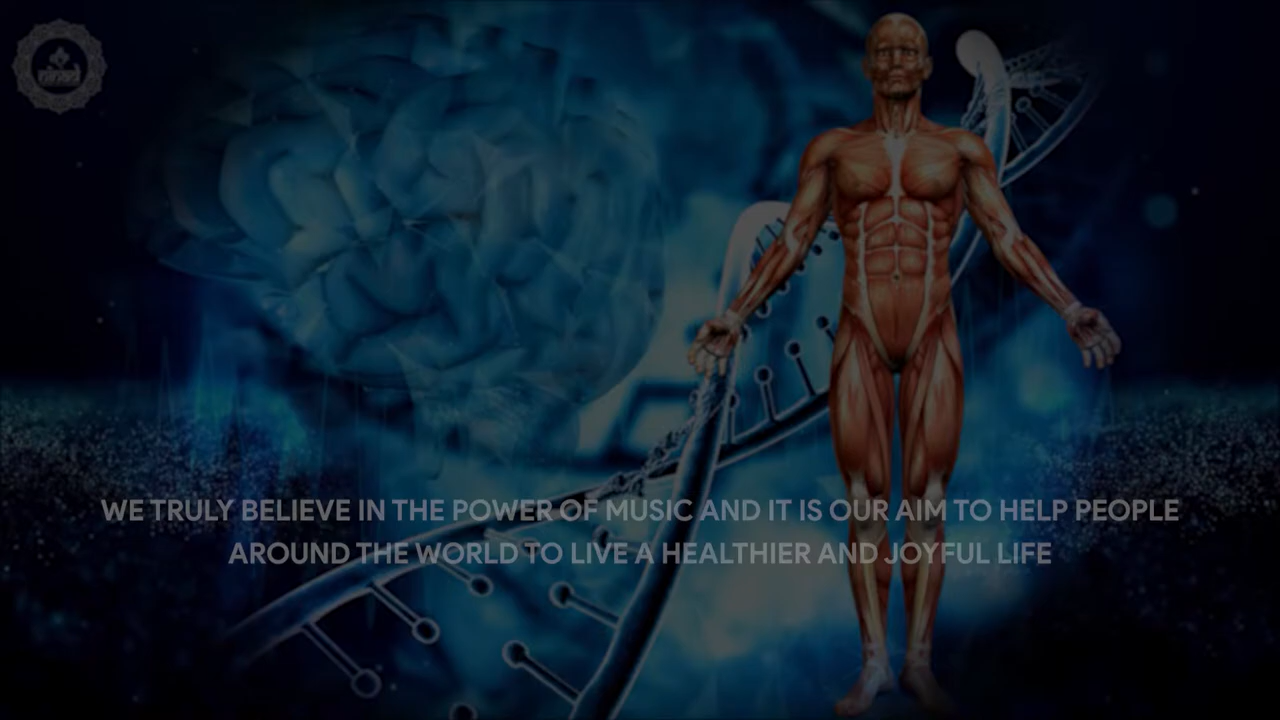 WE TRULY BELIEVE IN THE POWER OF MUSIC AND IT IS OUR AIM TO HELP PEOPLE
AROUND THE WORLD TO LIVE A HEALTHIER AND JOYFUL LIFE